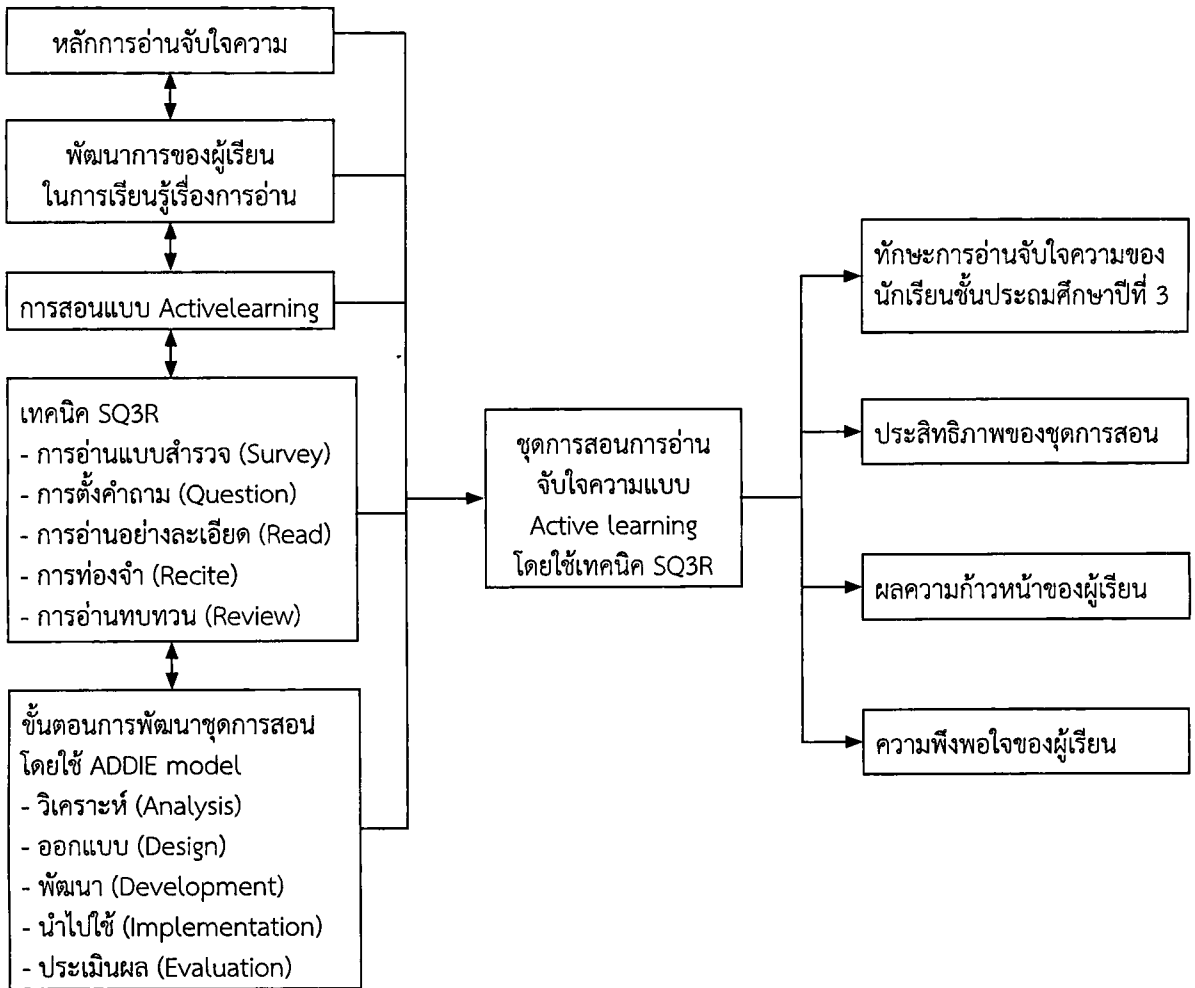 หลักการอ่านจับใจความ
พัฒนาการของผู้เรียน
ในการเรียนรู้เรื่องการอ่าน
การสอนแบบ Activelearning
เทคนิค SQ3R
- การอ่านแบบสำรวจ (Survey)
- การตั้งคำถาม (Question)
- การอ่านอย่างละเอียด (Read)
- การท่องจำ (Recite)
- การอ่านทบทวน (Review)
ขั้นตอนการพัฒนาชุดการสอน
โดยใช้ ADDIE model
- วิเคราะห์ (Analysis)
- ออกแบบ (Design)
- พัฒนา (Development)
- นำไปใช้ (Implementation)
- ประเมินผล (Evaluation)
ชุดการสอนการอ่าน
จับใจความแบบ
Active learning
โดยใช้เทคนิค SQ3R
ทักษะการอ่านจับใจความของ
นักเรียนชั้นประถมศึกษาปีที่ 3
ประสิทธิภาพของชุดการสอน
ผลความก้าวหน้าของผู้เรียน
ความพึงพอใจของผู้เรียน